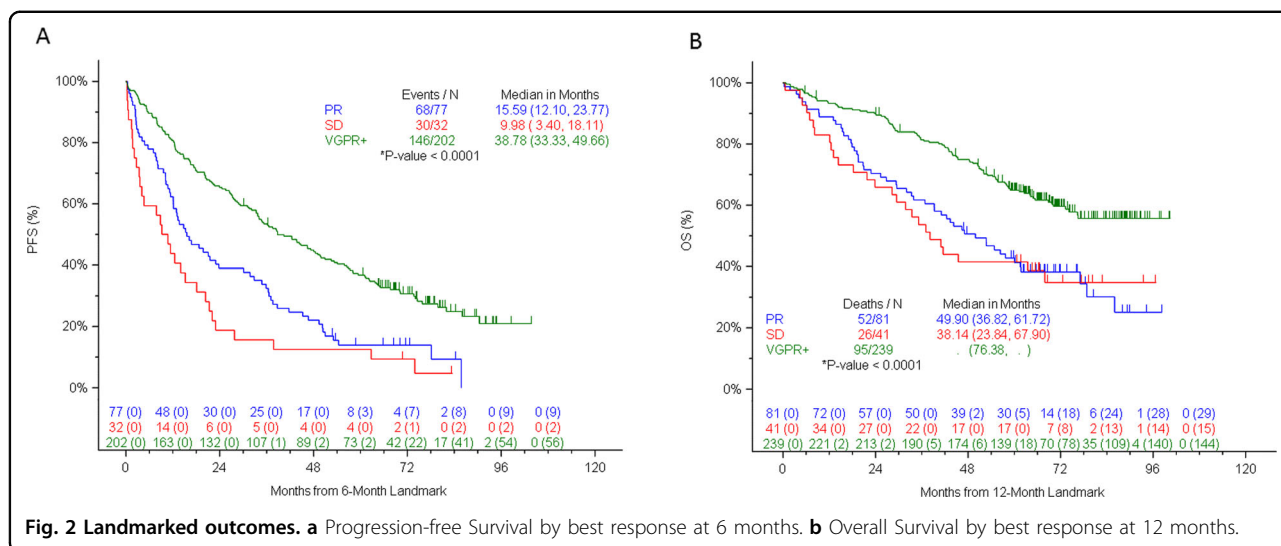 A
PFS (%)
100%
80%
60%
40%
20%
0%
Events / N Median in Months
PR 68/77 15.59 (12.10, 23.77)
SD 30/32 9.98 ( 3.40, 18.11)
VGPR+ 146/202 38.78 (33.33, 49.66)
*P-value < 0.0001
77 (0) 48 (0) 30 (0) 25 (0) 17 (0) 8 (3) 4 (7) 2 (8) 0 (9) 0 (9)
32 (0) 14 (0) 6 (0) 5 (0) 4 (0) 4 (0) 2 (1) 0 (2) 0 (2) 0 (2)
202 (0) 163 (0) 132 (0) 107 (1) 89 (2) 73 (2) 42 (22) 17 (41) 2 (54) 0 (56)
0 24 48 72 96 120
Months from 6-Month Landmark
B
OS (%)
100%
80%
60%
40%
20%
0%
Deaths / N Median in Months
PR 52/81 49.90 (36.82, 61.72)
SD 26/41 38.14 (23.84, 67.90)
VGPR+ 95/239 . (76.38, . )
*P-value < 0.0001
81 (0) 72 (0) 57 (0) 50 (0) 39 (2) 30 (5) 14 (18) 6 (24) 1 (28) 0 (29)
41 (0) 34 (1) 27 (0) 22 (0) 17 (0) 17 (0) 7 (8) 2 (13) 1 (14) 0 (15)
239 (0) 221 (2) 213 (2) 190 (5) 174 (6) 139 (18) 70 (78) 35 (109) 4 (140) 0 (144)
0 24 48 72 96 120
Months from 12-Month Landmark
Fig. 2 Landmarked outcomes. a Progression-free Survival by best response at 6 months. b Overall Survival by best response at 12 months.